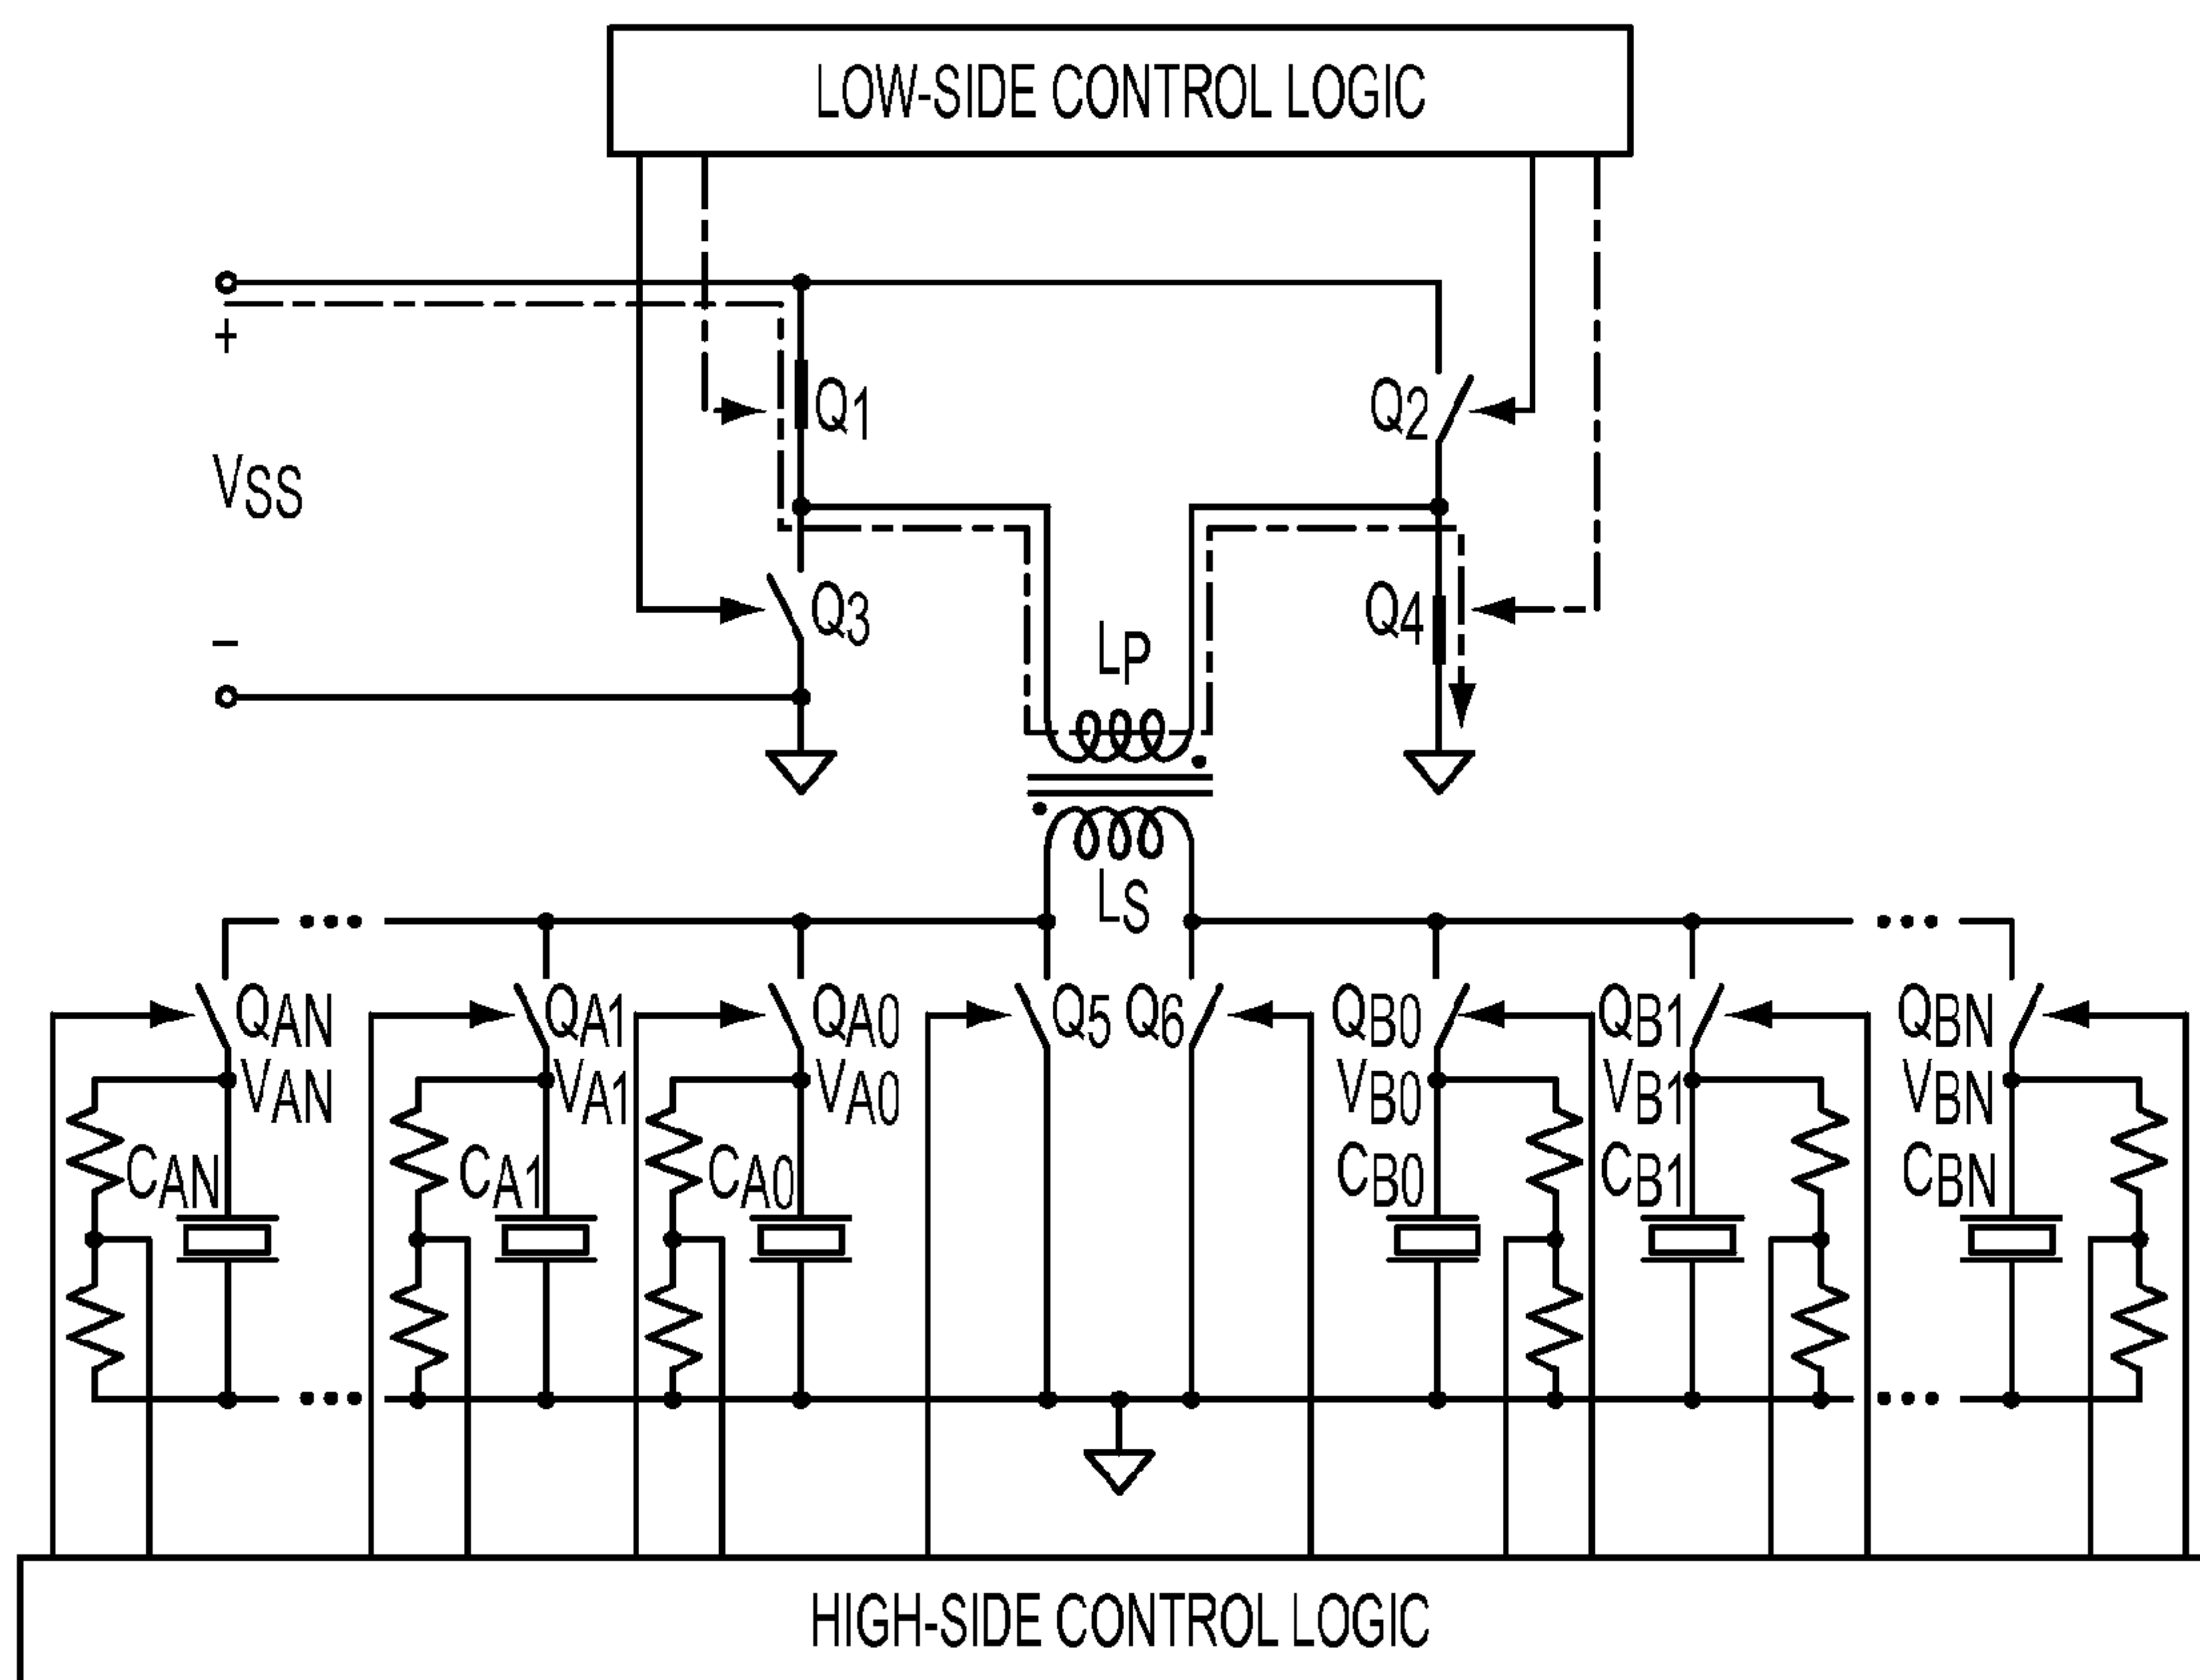 LOW-SIDE CONTROL LOGIC
+
Q1
Q2
VSS
Q3
Q4
−
LP
LS
QAN
QA1
QA0
Q5
Q6
QB0
QB1
QBN
VAN
VA1
VA0
VB0
VB1
VBN
CAN
CA1
CA0
CB0
CB1
CBN
HIGH-SIDE CONTROL LOGIC